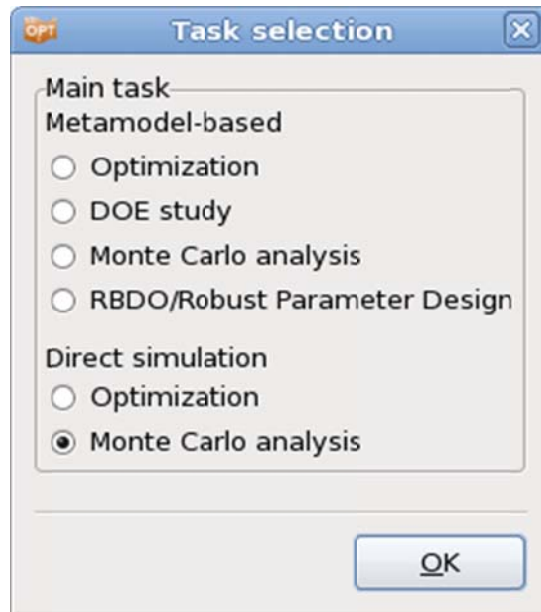 OPT
Task selection
Main task
Metamodel-based
Optimization
DOE study
Monte Carlo analysis
RBDO/Robust Parameter Design
Direct simulation
Optimization
Monte Carlo analysis
OK